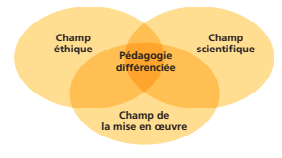 Champ
éthique
Champ
scientifique
Pédagogie
différenciée
Champ de
la mise en œuvre